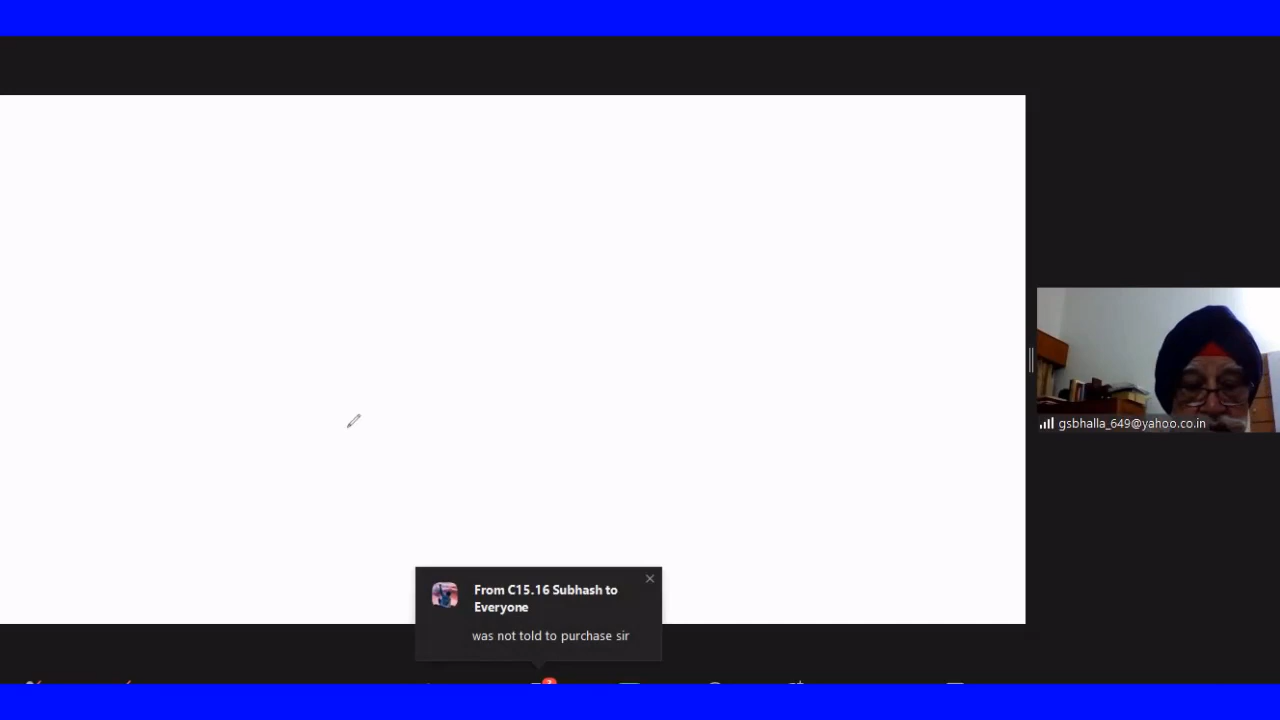 gsbhalla_649@yahoo.co.in
From C15.16 Subhash to
Everyone
was not told to purchase sir